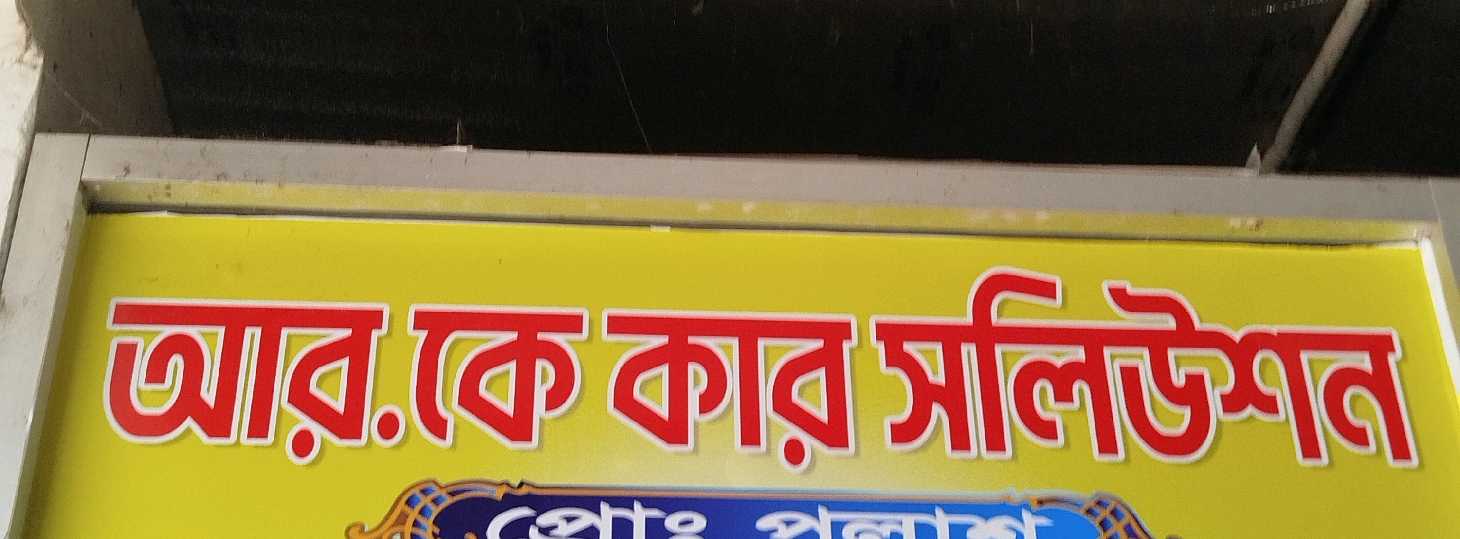 আর.কে কার সলিউশন
প্রোঃ পলাশ